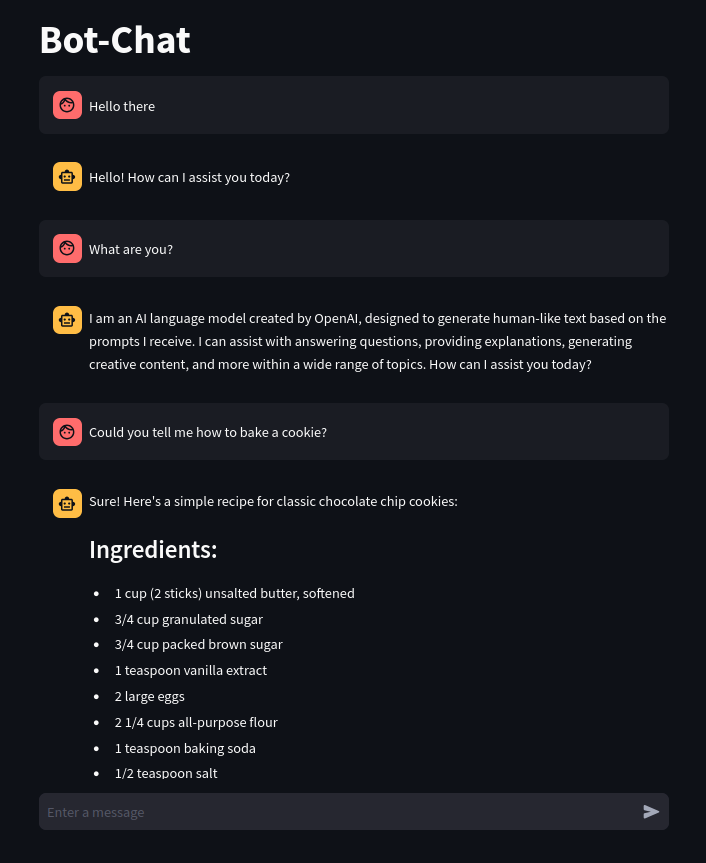 Bot-Chat
Hello there
Hello! How can I assist you today?
What are you?
I am an AI language model created by OpenAI, designed to generate human-like text based on the
prompts I receive. I can assist with answering questions, providing explanations, generating
creative content, and more within a wide range of topics. How can I assist you today?
Could you tell me how to bake a cookie?
Sure! Here's a simple recipe for classic chocolate chip cookies:
Ingredients:
• 1 cup (2 sticks) unsalted butter, softened
• 3/4 cup granulated sugar
• 3/4 cup packed brown sugar
• 1 teaspoon vanilla extract
• 2 large eggs
• 2 1/4 cups all-purpose flour
• 1 teaspoon baking soda
• 1/2 teaspoon salt
Enter a message